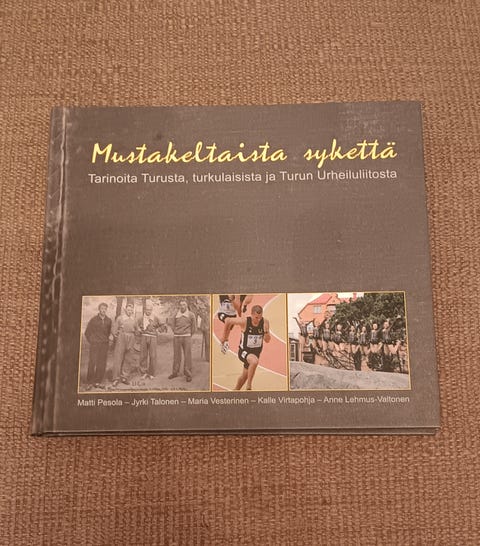 Mustakeltaista sykettä
Tarinoita Turusta, turkulaisista ja Turun Urheiluliitosta
Matti Pesola – Jyrki Talonen – Maria Vesterinen – Kalle Virtapohja – Anne Lehmus-Valtonen